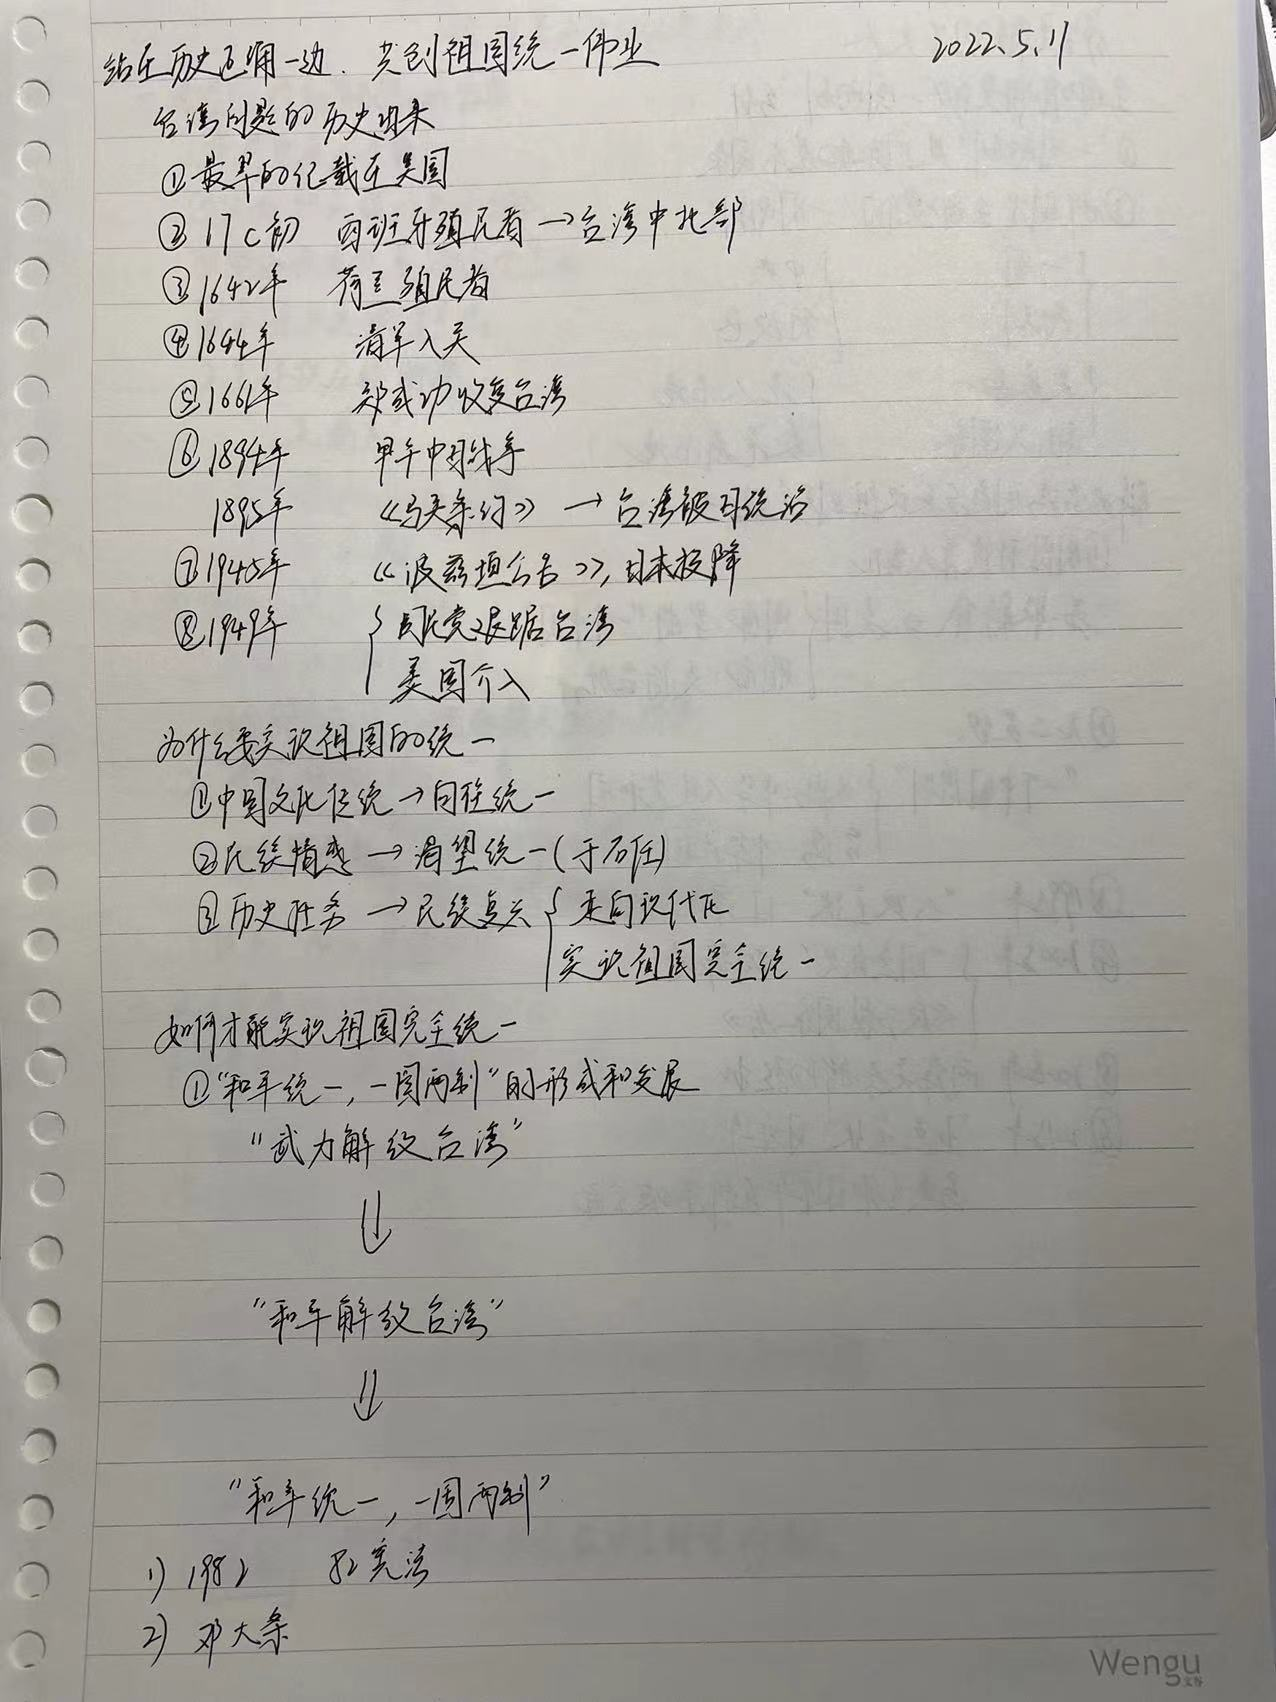 站在历史正确一边，共创祖国统一伟业 2022.5.11
台湾问题的历史由来
①最早的记载在吴国
②17c初 西班牙殖民者→台湾中北部
③1642年 荷兰殖民者
④1644年 清军入关
⑤1661年 郑成功收复台湾
⑥1894年 甲午中日战争
1895年 《马关条约》→台湾被日统治
⑦1945年 《波兹坦公告》,日本投降
⑧1949年 国民党退踞台湾
美国介入
为什么要实现祖国的统一
①中国文化传统→向往统一
②民族情感→渴望统一(于右任)
③历史任务→民族复兴 走向现代化
实现祖国完全统一
如何才能实现祖国完全统一
①“和平统一,一国两制”的形成和发展
“武力解放台湾”
⇓
“和平解放台湾”
⇓
“和平统一,一国两制”
1) 1982 82宪法
2) 邓大条
Wengu
文谷